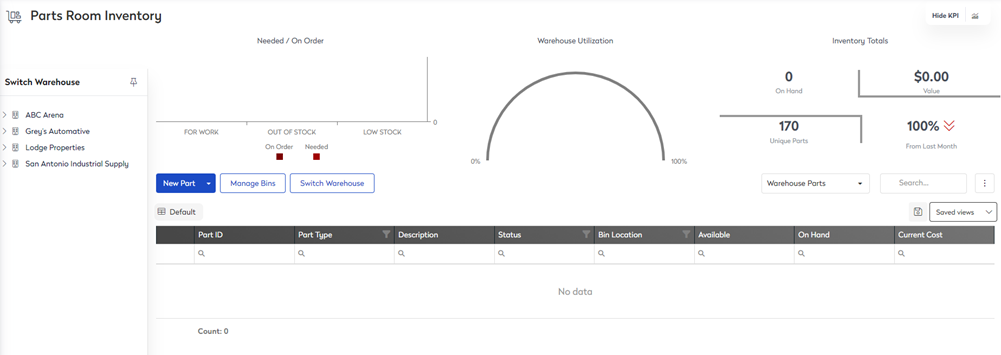 Parts Room Inventory
Hide KPI
Needed / On Order
Warehouse Utilization
Inventory Totals
Switch Warehouse
ABC Arena
Grey's Automative
Lodge Properties
San Antonio Industrial Supply
0
FOR WORK OUT OF STOCK LOW STOCK
On Order Needed
0% 100%
0
On Hand
$0.00
Value
170
Unique Parts
100%
From Last Month
New Part Manage Bins Switch Warehouse Warehouse Parts Search...
Default Saved views
Part ID Part Type Description Status Bin Location Available On Hand Current Cost
No data
Count: 0